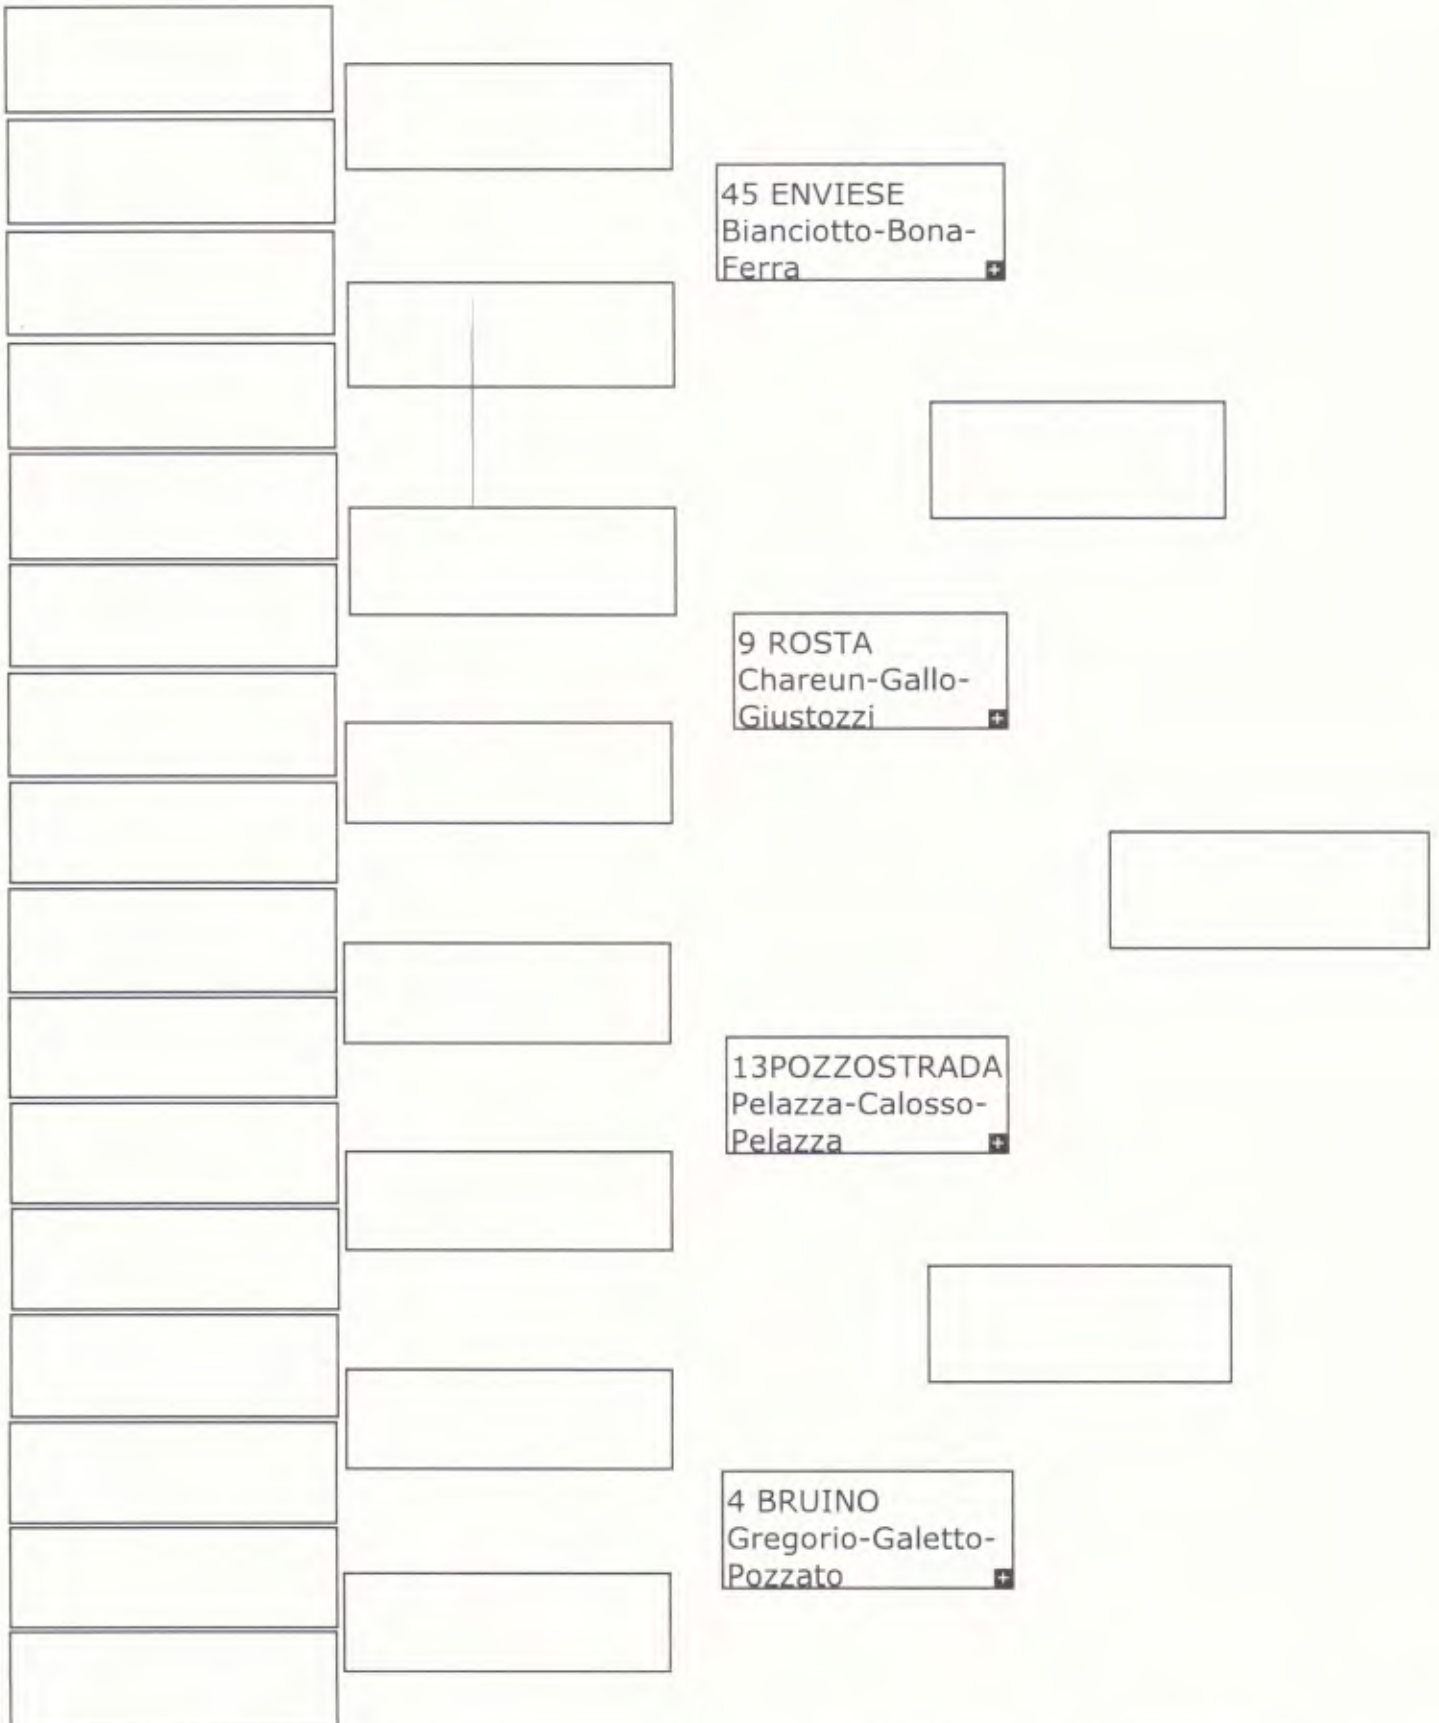 45 ENVIESE
Bianciotto-Bona-
Ferra
9 ROSTA
Chareun-Gallo-
Giustozzi
13POZZOSTRADA
Pelazza-Calosso-
Pelazza
4 BRUINO
Gregorio-Galetto-
Pozzato